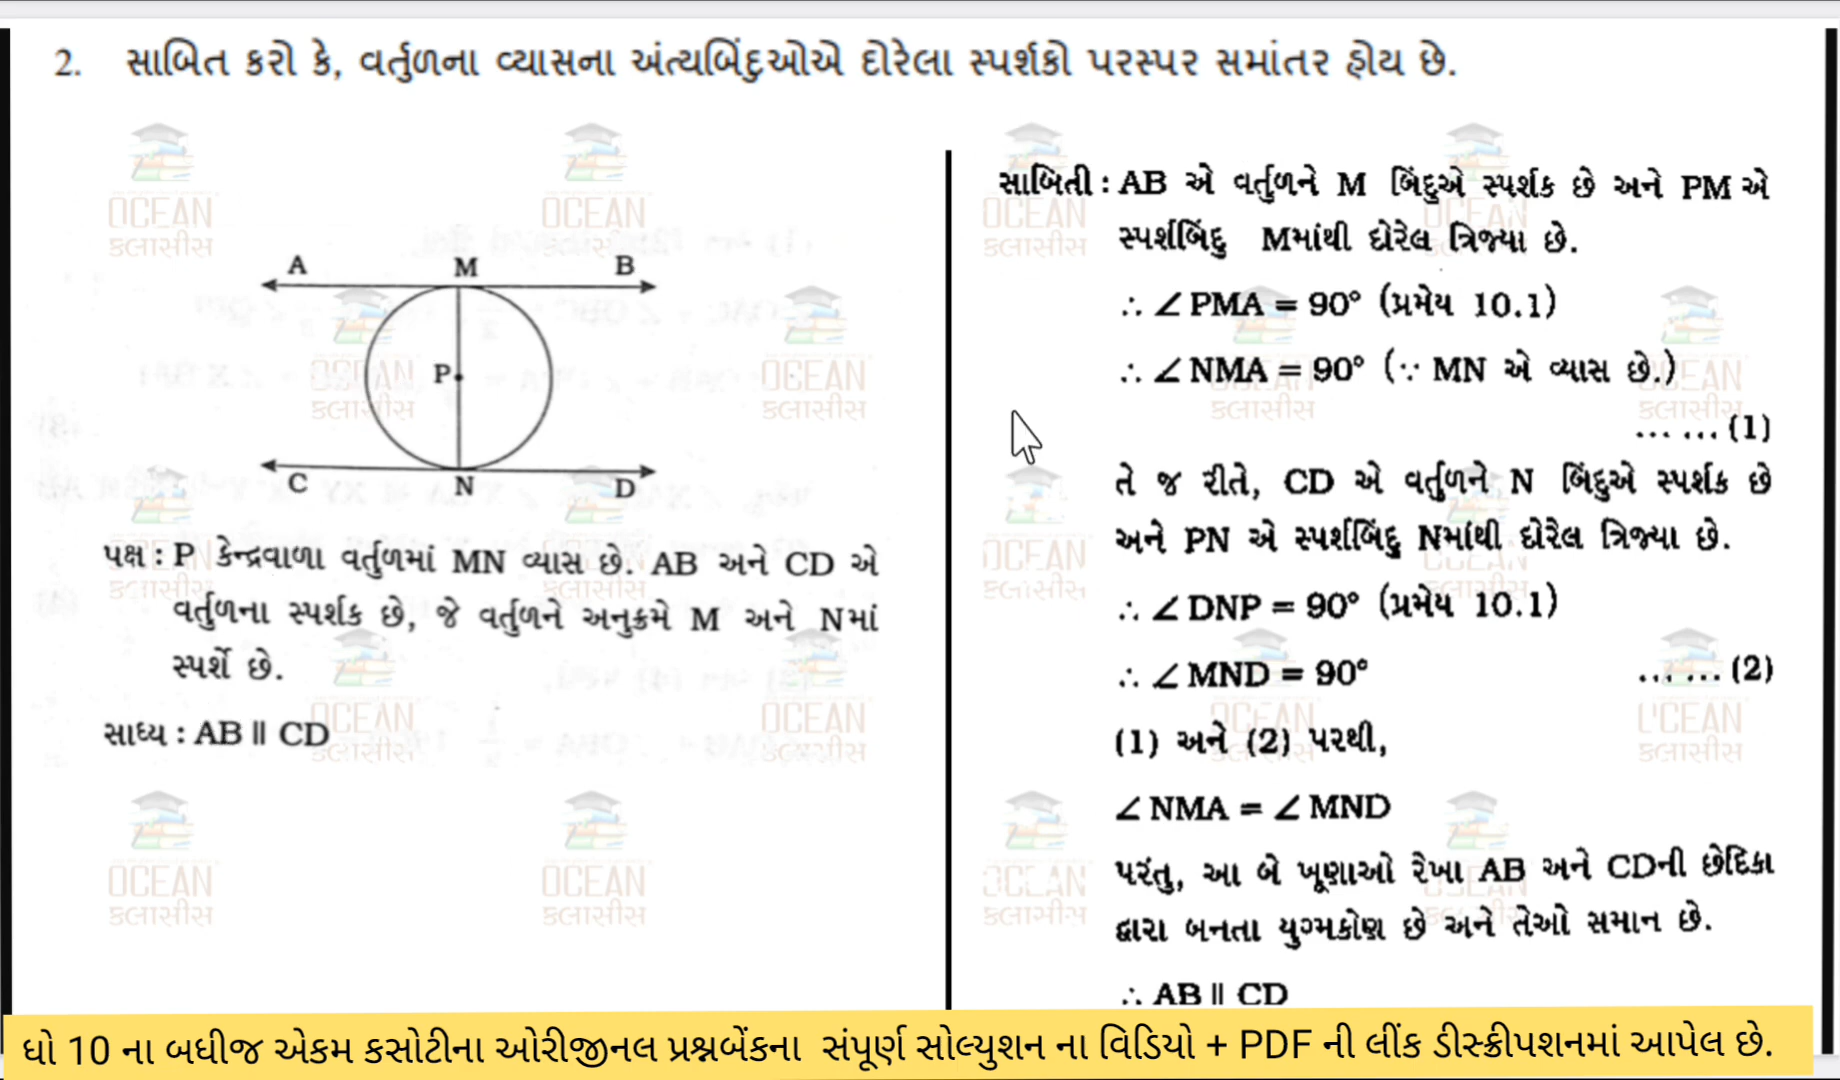 2. સાબિત કરો કે, વર્તુળના વ્યાસના અંત્યબિંદુઓએ દોરેલા સ્પર્શકો પરસ્પર સમાંતર હોય છે.
A M B
P
C N D
પક્ષ : P કેન્દ્રવાળા વર્તુળમાં MN વ્યાસ છે. AB અને CD એ
વર્તુળના સ્પર્શક છે, જે વર્તુળને અનુક્રમે M અને Nમાં
સ્પર્શે છે.
સાધ્ય : AB || CD
સાબિતી : AB એ વર્તુળને M બિંદુએ સ્પર્શક છે અને PM એ
સ્પર્શબિંદુ Mમાંથી દોરેલ ત્રિજ્યા છે.
∴ ∠ PMA = 90° (પ્રમેય 10.1)
∴ ∠ NMA = 90° (∵ MN એ વ્યાસ છે.)
... ... (1)
તે જ રીતે, CD એ વર્તુળને N બિંદુએ સ્પર્શક છે
અને PN એ સ્પર્શબિંદુ Nમાંથી દોરેલ ત્રિજ્યા છે.
∴ ∠ DNP = 90° (પ્રમેય 10.1)
∴ ∠ MND = 90° ... ... (2)
(1) અને (2) પરથી,
∠ NMA = ∠ MND
પરંતુ, આ બે ખૂણાઓ રેખા AB અને CDની છેદિકા
દ્વારા બનતા યુગ્મકોણ છે અને તેઓ સમાન છે.
∴ AB || CD
ધો 10 ના બધીજ એકમ કસોટીના ઓરીજીનલ પ્રશ્નબેંકના સંપૂર્ણ સોલ્યુશન ના વિડિયો + PDF ની લીંક ડીસ્ક્રીપશનમાં આપેલ છે.
OCEAN
ક્લાસીસ